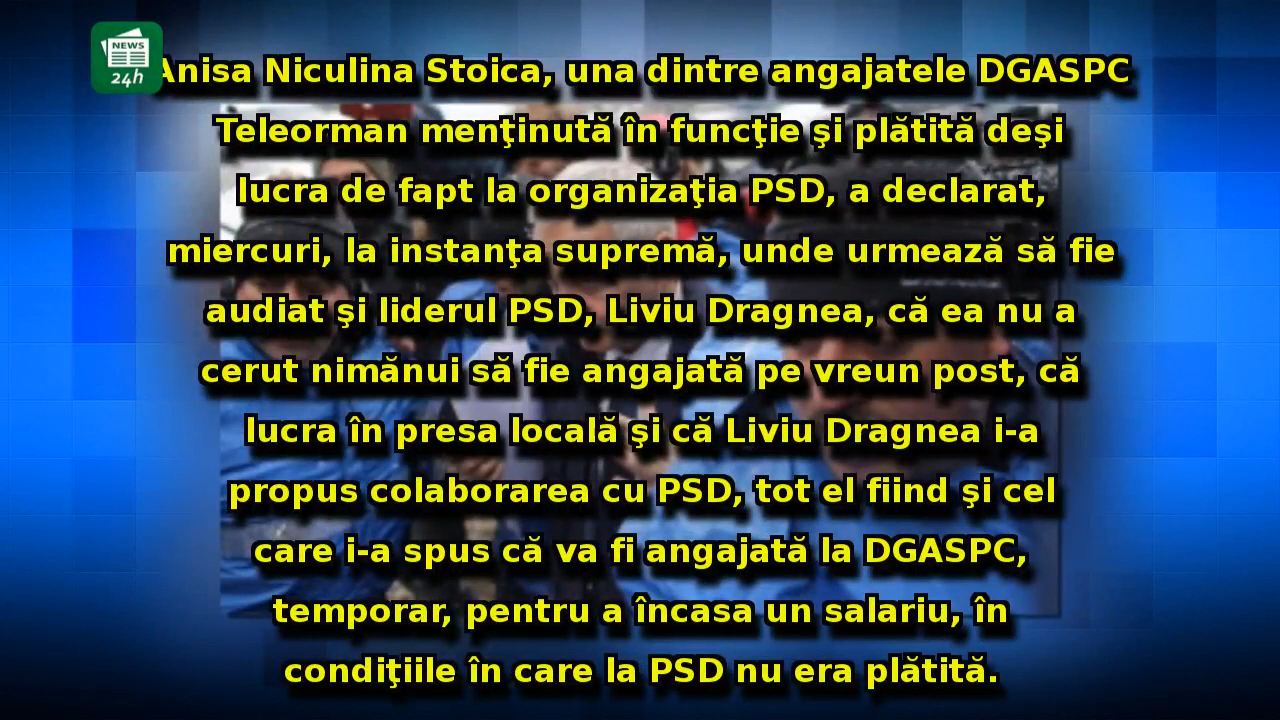 NEWS
24h
Anisa Niculina Stoica, una dintre angajatele DGASPC
Teleorman menţinută în funcţie şi plătită deşi
lucra de fapt la organizaţia PSD, a declarat,
miercuri, la instanţa supremă, unde urmează să fie
audiat şi liderul PSD, Liviu Dragnea, că ea nu a
cerut nimănui să fie angajată pe vreun post, că
lucra în presa locală şi că Liviu Dragnea i-a
propus colaborarea cu PSD, tot el fiind şi cel
care i-a spus că va fi angajată la DGASPC,
temporar, pentru a încasa un salariu, în
condiţiile în care la PSD nu era plătită.